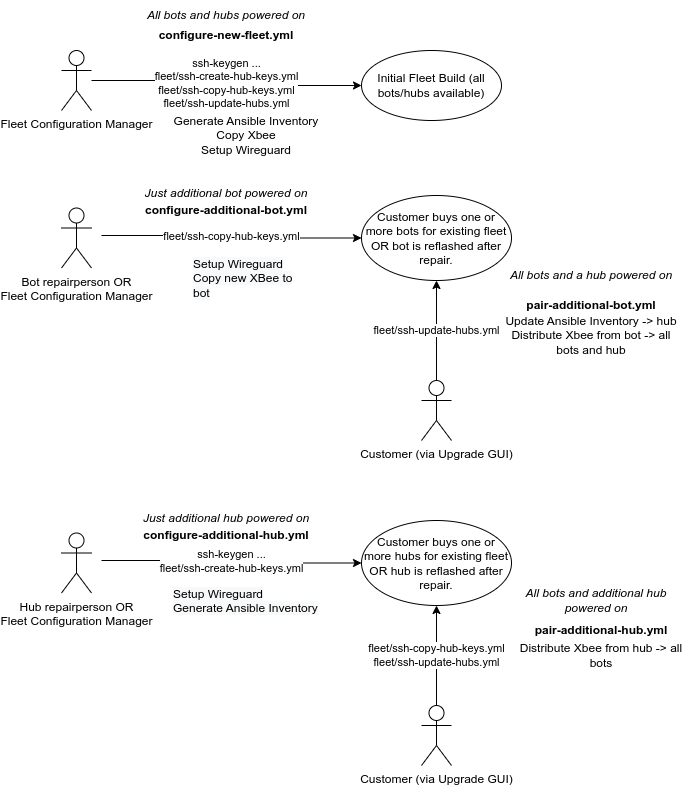 All bots and hubs powered on
configure-new-fleet.yml
ssh-keygen ...
fleet/ssh-create-hub-keys.yml
fleet/ssh-copy-hub-keys.yml
fleet/ssh-update-hubs.yml
Generate Ansible Inventory
Copy Xbee
Setup Wireguard
Fleet Configuration Manager
Initial Fleet Build (all
bots/hubs available)
Just additional bot powered on
configure-additional-bot.yml
fleet/ssh-copy-hub-keys.yml
Setup Wireguard
Copy new XBee to
bot
Bot repairperson OR
Fleet Configuration Manager
Customer buys one or
more bots for existing fleet
OR bot is reflashed after
repair.
All bots and a hub powered on
pair-additional-bot.yml
Update Ansible Inventory -> hub
Distribute Xbee from bot -> all
bots and hub
fleet/ssh-update-hubs.yml
Customer (via Upgrade GUI)
Just additional hub powered on
configure-additional-hub.yml
ssh-keygen ...
fleet/ssh-create-hub-keys.yml
Setup Wireguard
Generate Ansible Inventory
Hub repairperson OR
Fleet Configuration Manager
Customer buys one or
more hubs for existing fleet
OR hub is reflashed after
repair.
All bots and additional hub
powered on
pair-additional-hub.yml
Distribute Xbee from hub -> all
bots
fleet/ssh-copy-hub-keys.yml
fleet/ssh-update-hubs.yml
Customer (via Upgrade GUI)